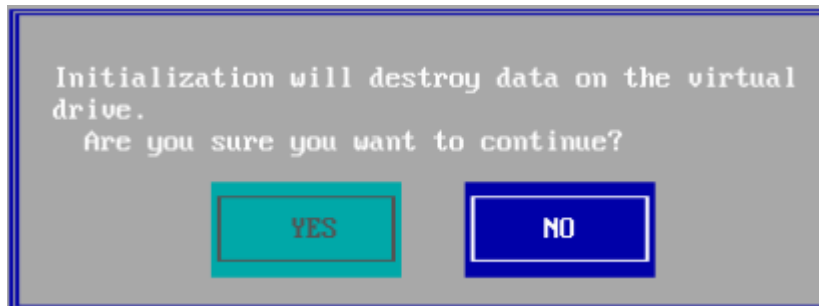 Initialization will destroy data on the virtual
drive.
Are you sure you want to continue?
YES NO